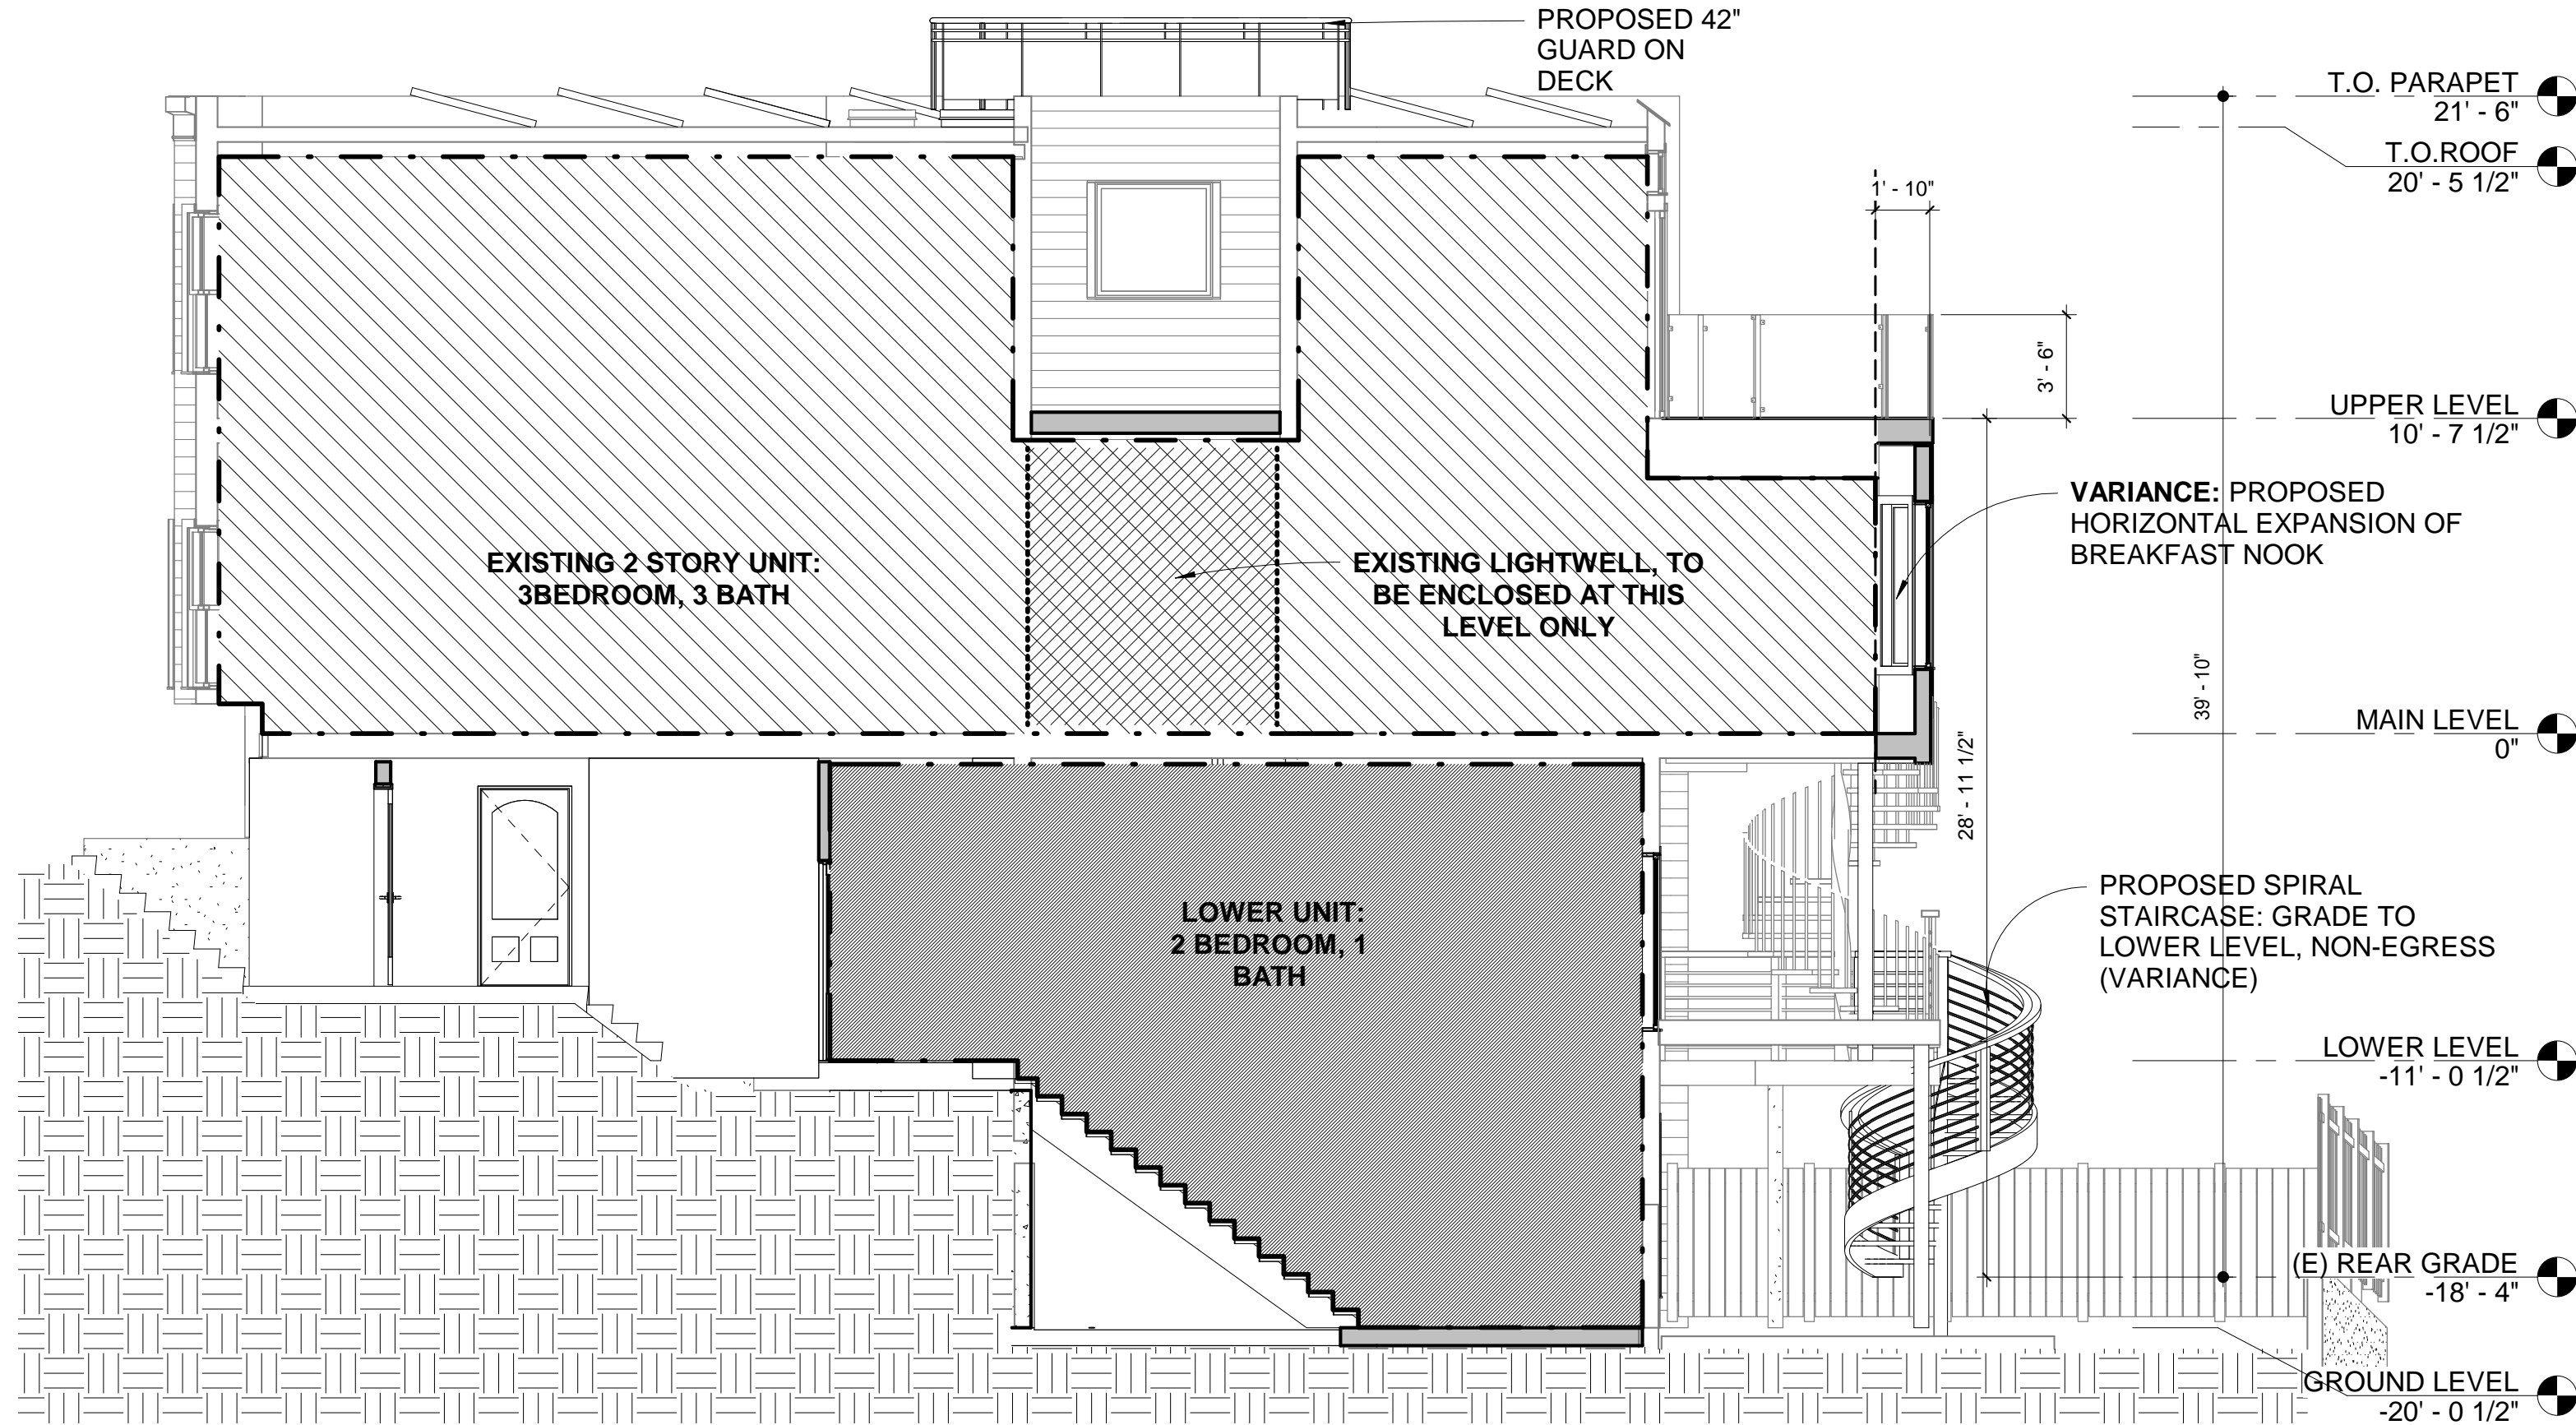 PROPOSED 42"
GUARD ON
DECK
T.O. PARAPET
21' - 6"
T.O.ROOF
20' - 5 1/2"
1' - 10"
3' - 6"
UPPER LEVEL
10' - 7 1/2"
VARIANCE: PROPOSED
HORIZONTAL EXPANSION OF
BREAKFAST NOOK
EXISTING 2 STORY UNIT:
3BEDROOM, 3 BATH
EXISTING LIGHTWELL, TO
BE ENCLOSED AT THIS
LEVEL ONLY
39' - 10"
MAIN LEVEL
0"
28' - 11 1/2"
LOWER UNIT:
2 BEDROOM, 1
BATH
PROPOSED SPIRAL
STAIRCASE: GRADE TO
LOWER LEVEL, NON-EGRESS
(VARIANCE)
LOWER LEVEL
-11' - 0 1/2"
(E) REAR GRADE
-18' - 4"
GROUND LEVEL
-20' - 0 1/2"